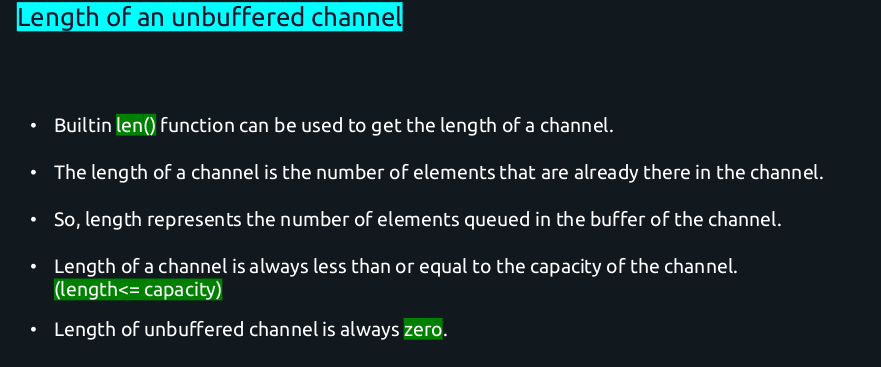 Length of an unbuffered channel
• Builtin len() function can be used to get the length of a channel.
• The length of a channel is the number of elements that are already there in the channel.
• So, length represents the number of elements queued in the buffer of the channel.
• Length of a channel is always less than or equal to the capacity of the channel.
(length<= capacity)
• Length of unbuffered channel is always zero.